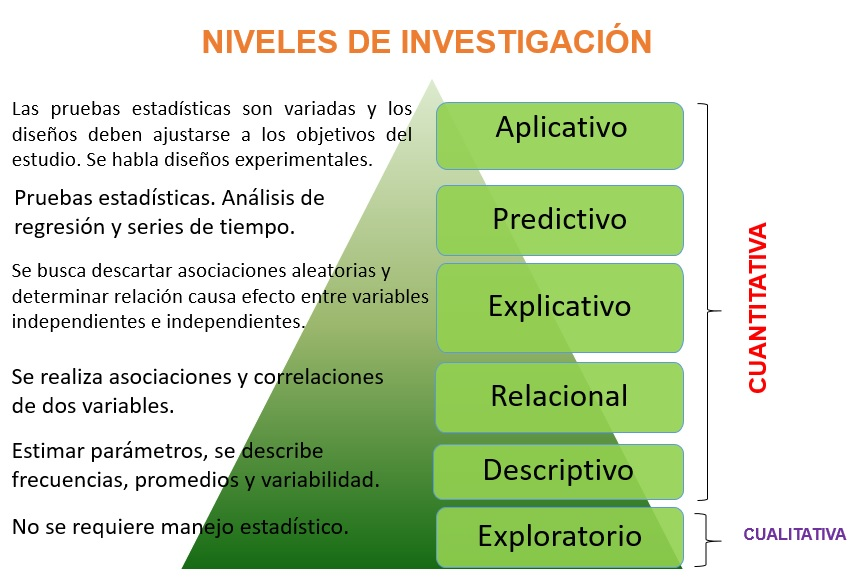 NIVELES DE INVESTIGACIÓN
Las pruebas estadísticas son variadas y los
diseños deben ajustarse a los objetivos del
estudio. Se habla diseños experimentales.
Aplicativo
Pruebas estadísticas. Análisis de
regresión y series de tiempo.
Predictivo
Se busca descartar asociaciones aleatorias y
determinar relación causa efecto entre variables
independientes e independientes.
Explicativo
Se realiza asociaciones y correlaciones
de dos variables.
Relacional
Estimar parámetros, se describe
frecuencias, promedios y variabilidad.
Descriptivo
No se requiere manejo estadístico.
Exploratorio
CUANTITATIVA
CUALITATIVA